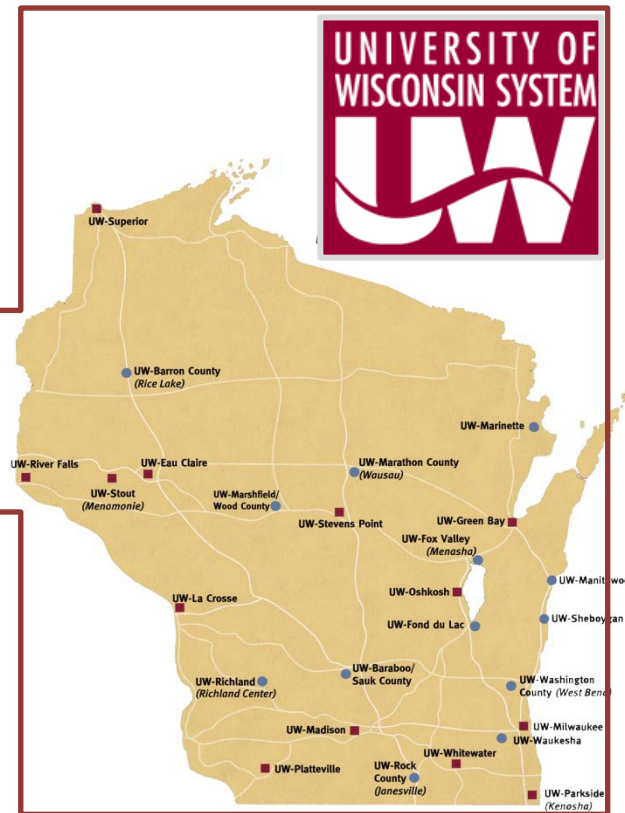 UNIVERSITY OF
WISCONSIN SYSTEM
UW
UW-Superior
UW-Barron County
(Rice Lake)
UW-Marinette
UW-River Falls
UW-Eau Claire
UW-Marathon County
(Wausau)
UW-Stout
(Menomonie)
UW-Marshfield/
Wood County
UW-Stevens Point
UW-Green Bay
UW-Fox Valley
(Menasha)
UW-Manitowo
UW-La Crosse
UW-Oshkosh
UW-Sheboygan
UW-Fond du Lac
UW-Richland
(Richland Center)
UW-Baraboo/
Sauk County
UW-Washington
County (West Bend)
UW-Madison
UW-Milwaukee
UW-Waukesha
UW-Platteville
UW-Rock
County
(Janesville)
UW-Whitewater
UW-Parkside
(Kenosha)